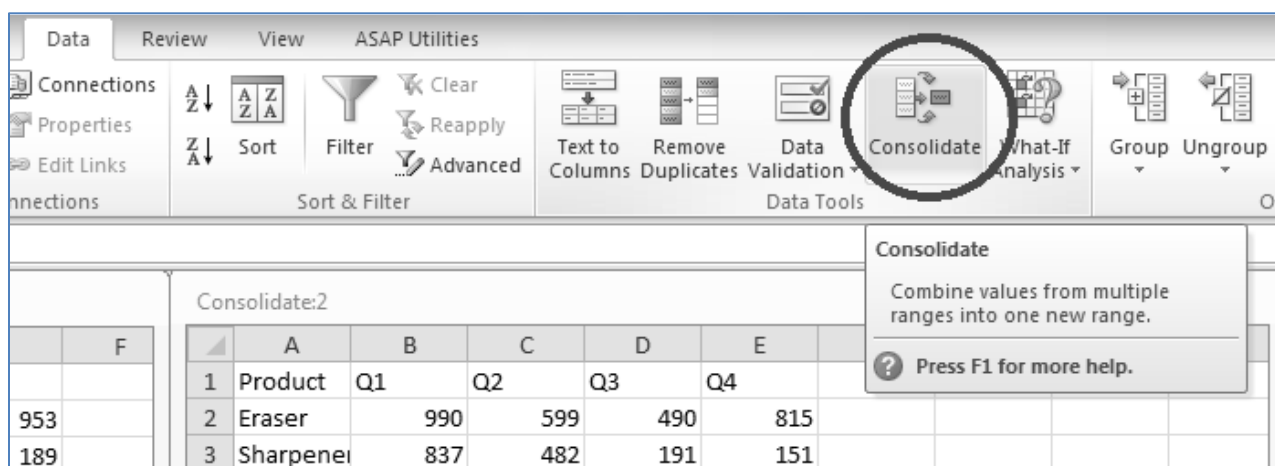 Data Review View ASAP Utilities
Connections
Properties
Edit Links
nnections
A Z
Z A
A Z
Z A
Sort
Filter
Clear
Reapply
Advanced
Sort & Filter
Text to
Columns
Remove
Duplicates
Data
Validation
Consolidate
What-If
Analysis
Data Tools
Group
Ungroup
O
Consolidate
Combine values from multiple
ranges into one new range.
Press F1 for more help.
Consolidate:2
F
A B C D E
1 Product Q1 Q2 Q3 Q4
953
2 Eraser 990 599 490 815
189
3 Sharpener 837 482 191 151